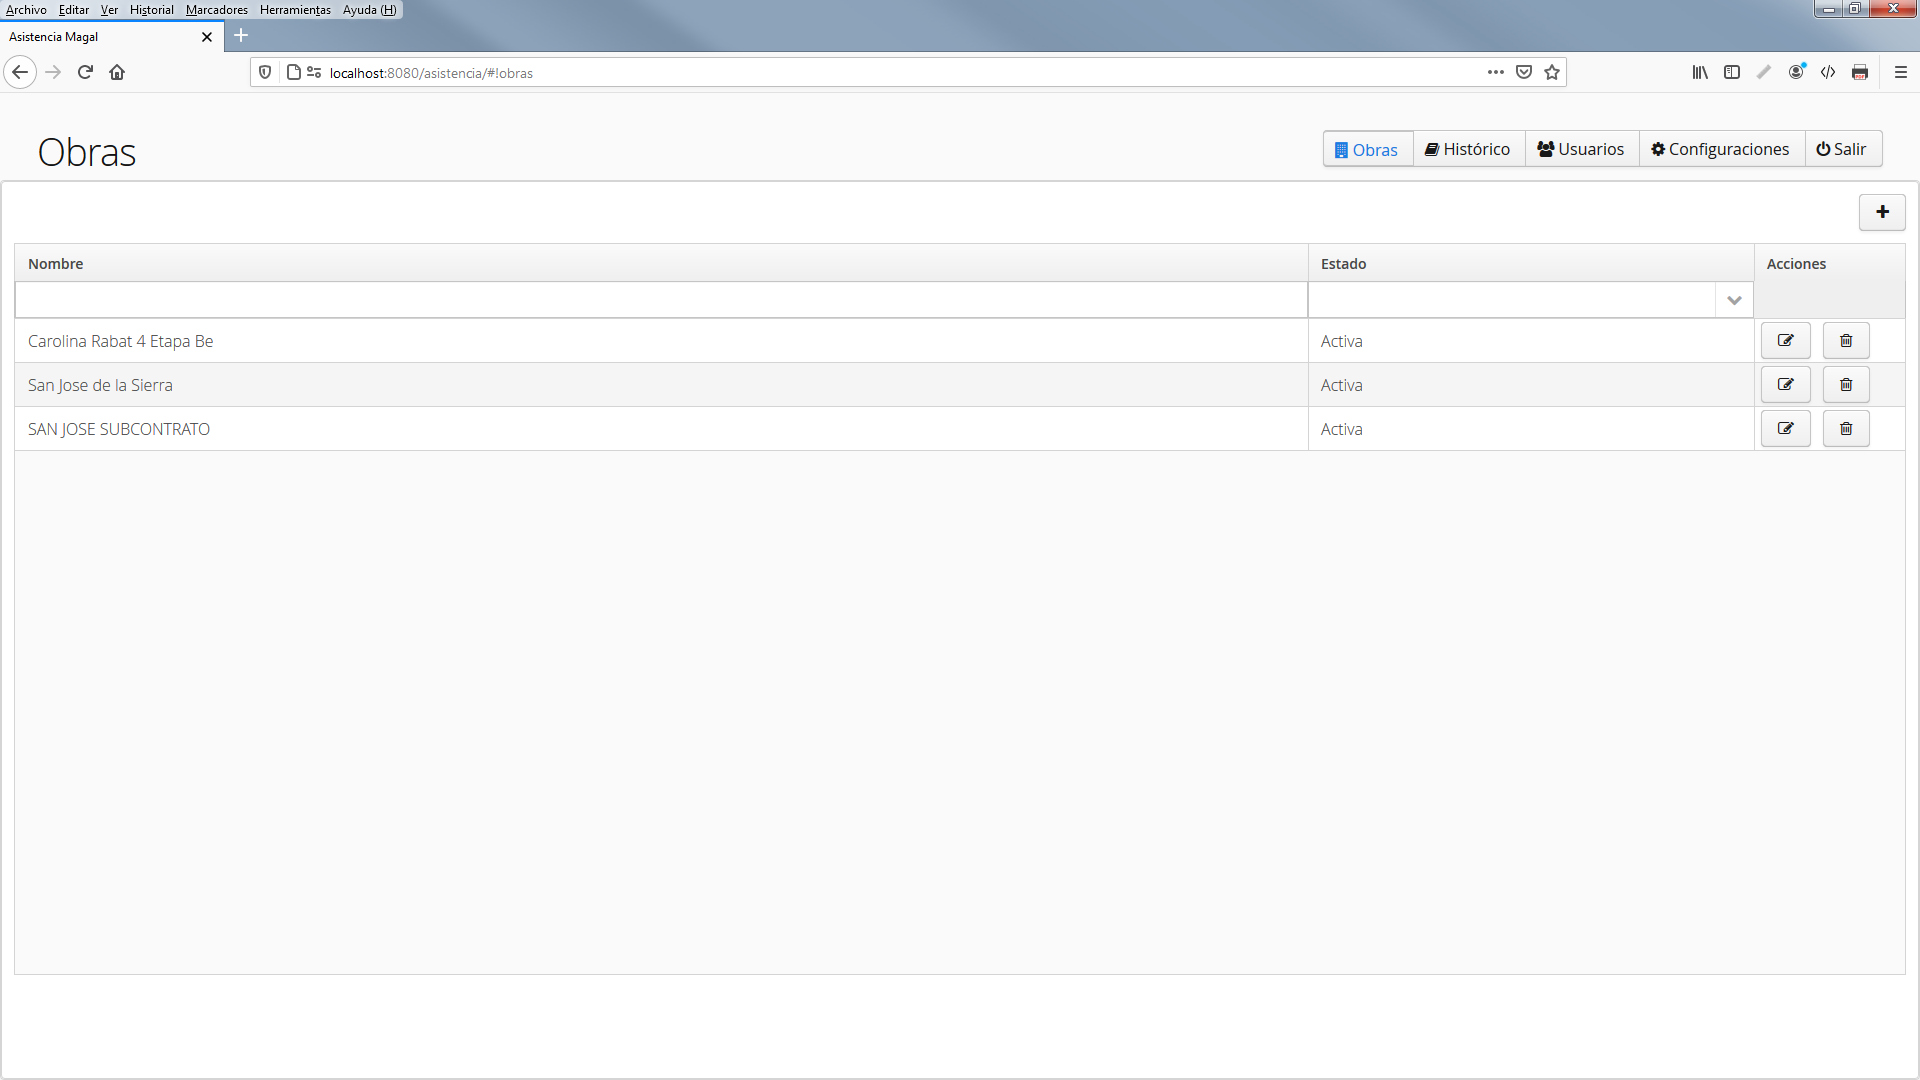 Archivo Editar Ver Historial Marcadores Herramientas Ayuda (H)
Asistencia Magal
localhost:8080/asistencia/#!obras
Obras
Obras Histórico Usuarios Configuraciones Salir
Nombre Estado Acciones
Carolina Rabat 4 Etapa Be Activa
San Jose de la Sierra Activa
SAN JOSE SUBCONTRATO Activa